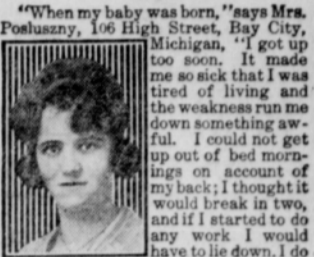 "When my baby was born," says Mrs.
Posluszny, 106 High Street, Bay City,
Michigan, "I got up
too soon. It made
me so sick that I was
tired of living and
the weakness run me
down something aw-
ful. I could not get
up out of bed morn-
ings on account of
my back; I thought it
would break in two,
and if I started to do
any work I would
have to lie down. I do